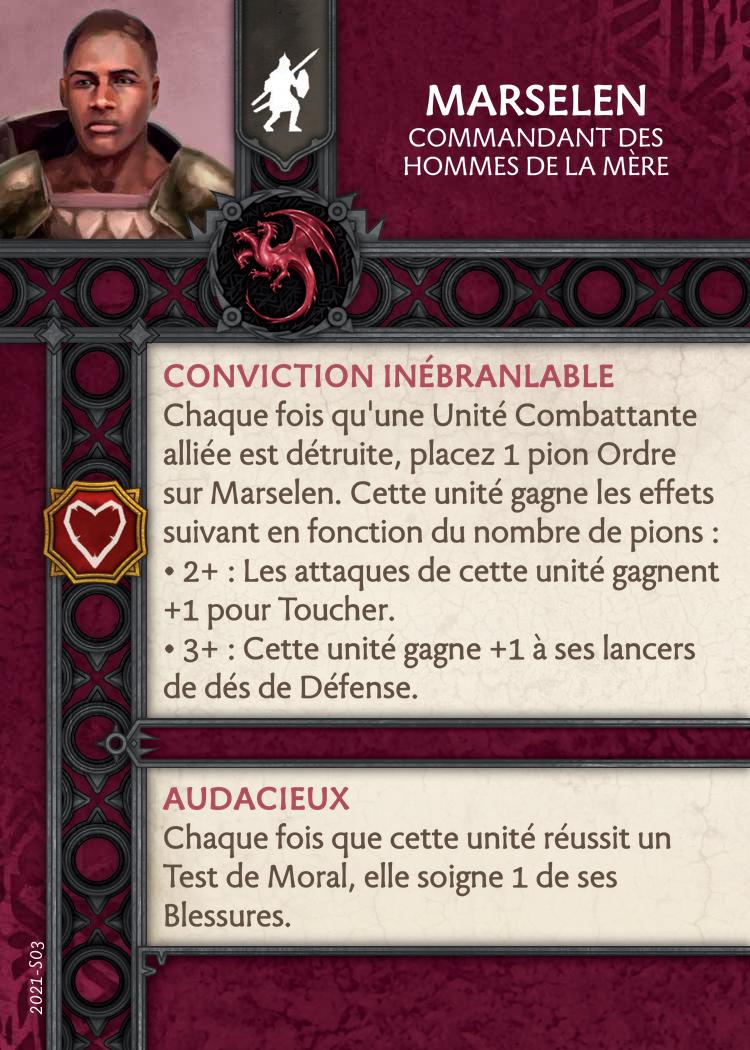 MARSELEN
COMMANDANT DES
HOMMES DE LA MÈRE
CONVICTION INÉBRANLABLE
Chaque fois qu'une Unité Combattante
alliée est détruite, placez 1 pion Ordre
sur Marselen. Cette unité gagne les effets
suivant en fonction du nombre de pions :
• 2+ : Les attaques de cette unité gagnent
+1 pour Toucher.
• 3+ : Cette unité gagne +1 à ses lancers
de dés de Défense.
AUDACIEUX
Chaque fois que cette unité réussit un
Test de Moral, elle soigne 1 de ses
Blessures.
2021-S03